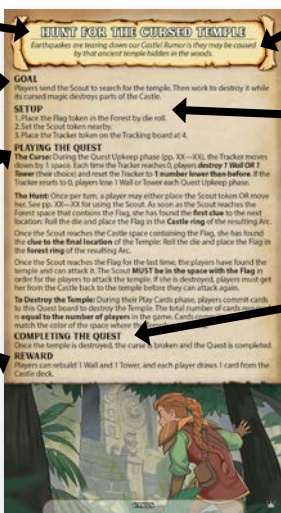 HUNT FOR THE CURSED TEMPLE
Earthquakes are tearing down our Castle! Rumor is they may be caused
by that ancient temple hidden in the woods.
GOAL
Players send the Scout to search for the temple. Then work to destroy it while
its cursed magic destroys parts of the Castle.
SETUP
1. Place the Flag token in the Forest by die roll.
2. Set the Scout token nearby.
3. Place the Tracker token on the Tracking board at 4.
PLAYING THE QUEST
The Curse: During the Quest Upkeep phase (pp. XX—XX), the Tracker moves
down by 1 space. Each time the Tracker reaches 0, players destroy 1 Wall OR 1
Tower (their choice) and reset the Tracker to 1 number lower than before. If the
Tracker resets to 0, players lose 1 Wall or Tower each Quest Upkeep phase.
The Hunt: Once per turn, a player may either place the Scout token OR move
her. See pp. XX—XX for using the Scout. As soon as the Scout reaches the
Forest space that contains the Flag, she has found the first clue to the next
location: Roll the die and place the Flag in the Castle ring of the resulting Arc.
Once the Scout reaches the Castle space containing the Flag, she has found
the clue to the final location of the Temple: Roll the die and place the Flag in
the forest ring of the resulting Arc.
Once the Scout reaches the Flag for the last time, the players have found the
temple and can attack it. The Scout MUST be in the space with the Flag in
order for the players to attack the temple. If she is destroyed, players must get
her from the Castle back to the temple before they can attack again.
To Destroy the Temple: During their Play Cards phase, players commit cards
to this Quest board to destroy the Temple. The total number of cards
is equal to the number of players in the game. Cards
match the color of the space where the
COMPLETING THE QUEST
Once the temple is destroyed, the curse is broken and the Quest is completed.
REWARD
Players can rebuild 1 Wall and 1 Tower, and each player draws 1 card from the
Castle deck.